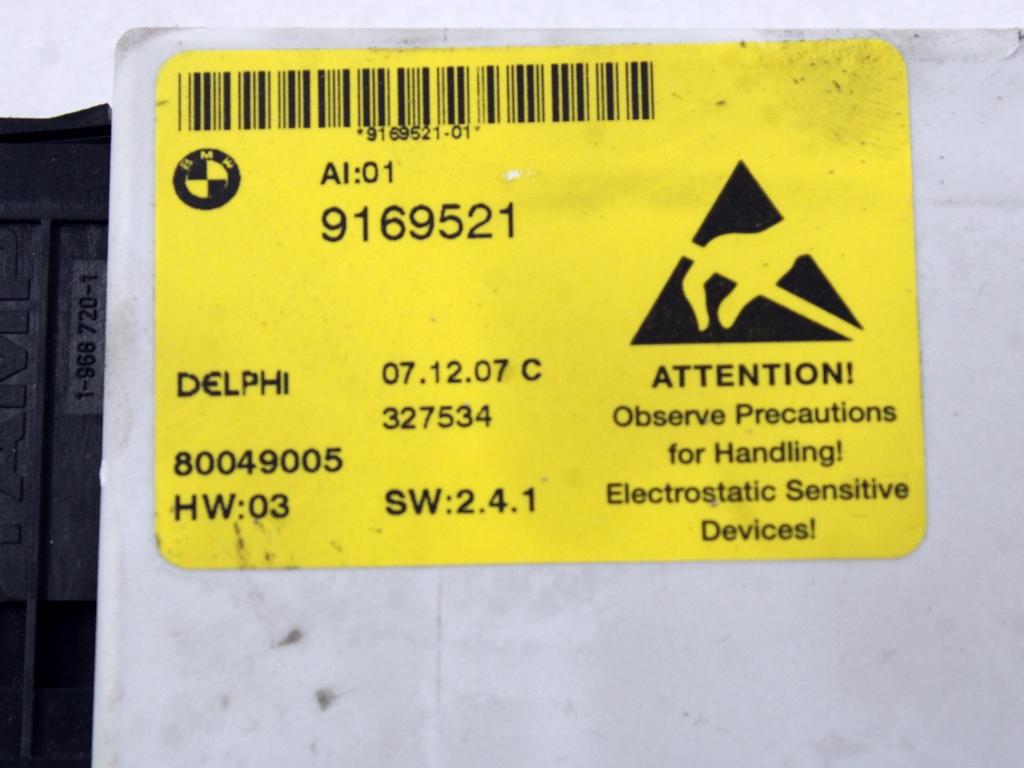 *9169521-01*
BMW
AI:01
9169521
DELPHI
07.12.07 C
327534
80049005
HW:03
SW:2.4.1
ATTENTION!
Observe Precautions
for Handling!
Electrostatic Sensitive
Devices!
1-968 720-1